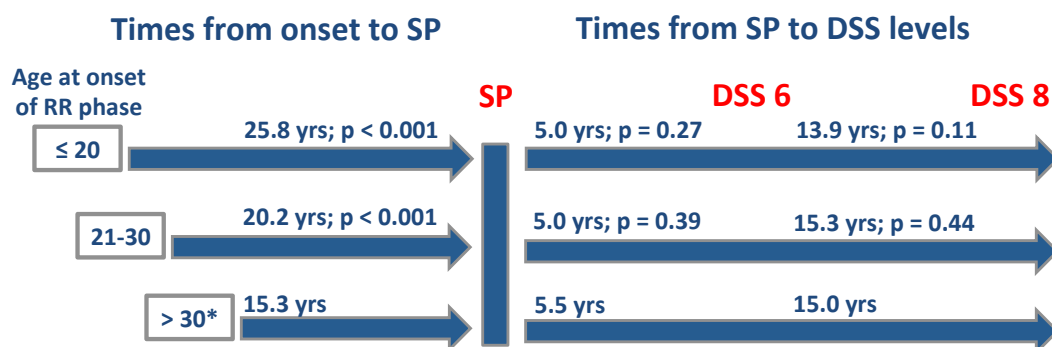 Times from onset to SP
Times from SP to DSS levels
Age at onset
of RR phase
SP
DSS 6
DSS 8
≤ 20
25.8 yrs; p < 0.001
5.0 yrs; p = 0.27
13.9 yrs; p = 0.11
21-30
20.2 yrs; p < 0.001
5.0 yrs; p = 0.39
15.3 yrs; p = 0.44
> 30*
15.3 yrs
5.5 yrs
15.0 yrs